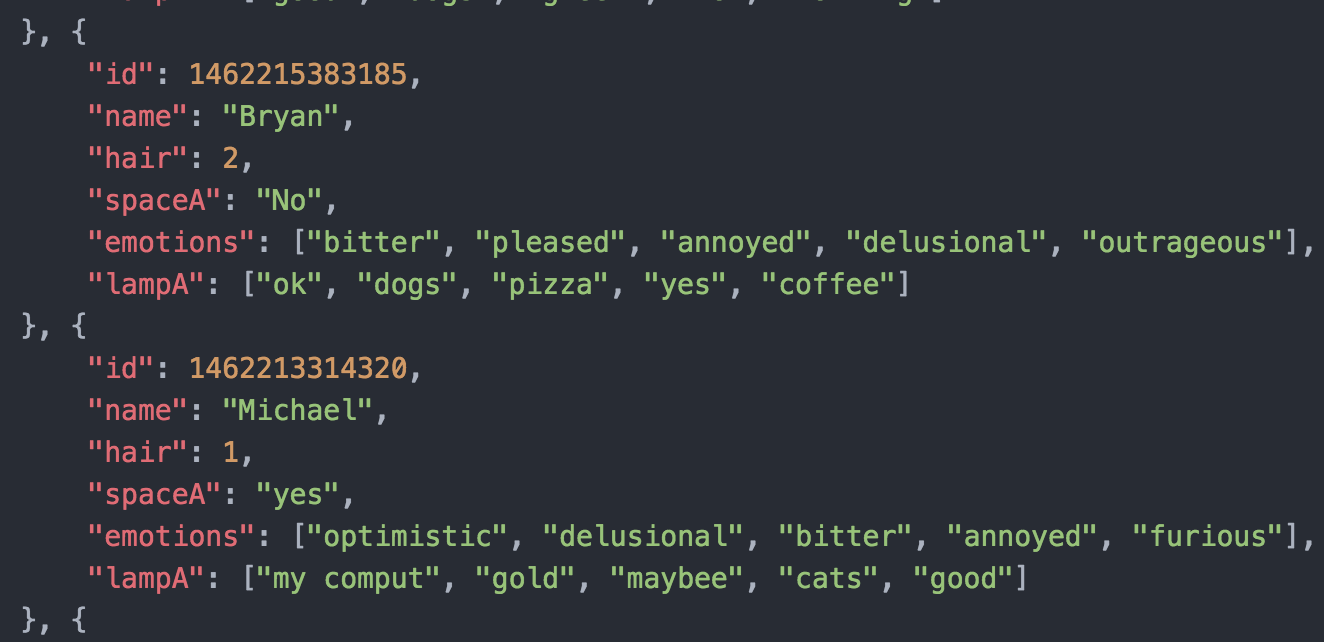 }, {
    "id": 1462215383185,
    "name": "Bryan",
    "hair": 2,
    "spaceA": "No",
    "emotions": ["bitter", "pleased", "annoyed", "delusional", "outrageous"],
    "lampA": ["ok", "dogs", "pizza", "yes", "coffee"]
}, {
    "id": 1462213314320,
    "name": "Michael",
    "hair": 1,
    "spaceA": "yes",
    "emotions": ["optimistic", "delusional", "bitter", "annoyed", "furious"],
    "lampA": ["my comput", "gold", "maybee", "cats", "good"]
}, {